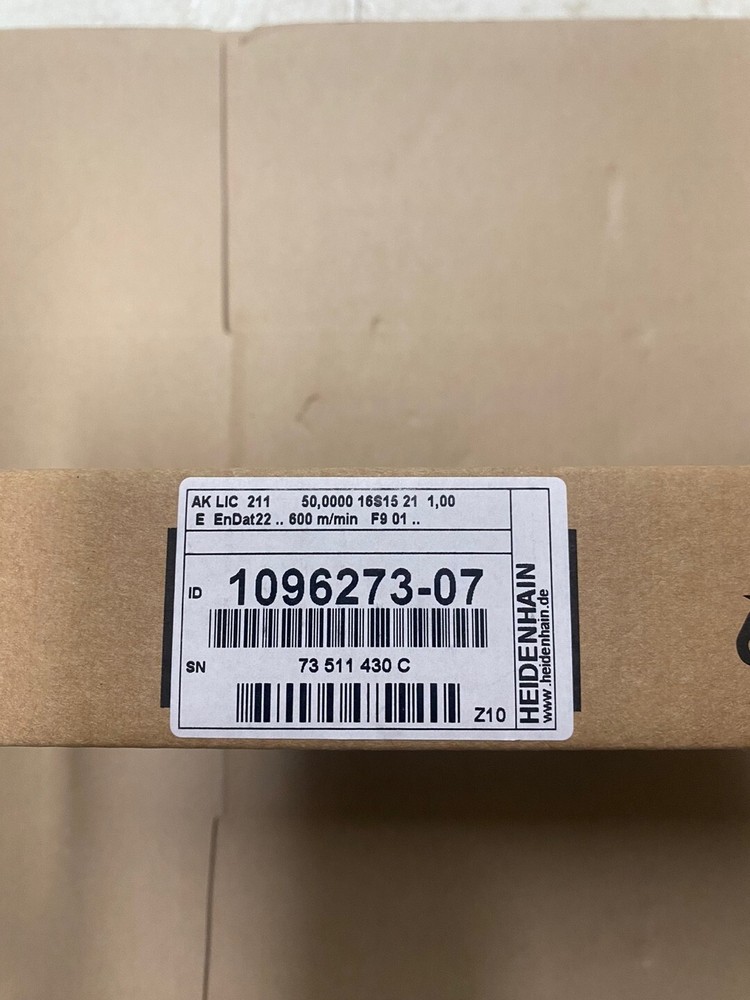 AK LIC 211 50,0000 16S15 21 1,00
E EnDat22 .. 600 m/min F9 01 ..
ID 1096273-07
SN 73 511 430 C
Z10
HEIDENHAIN
www.heidenhain.de